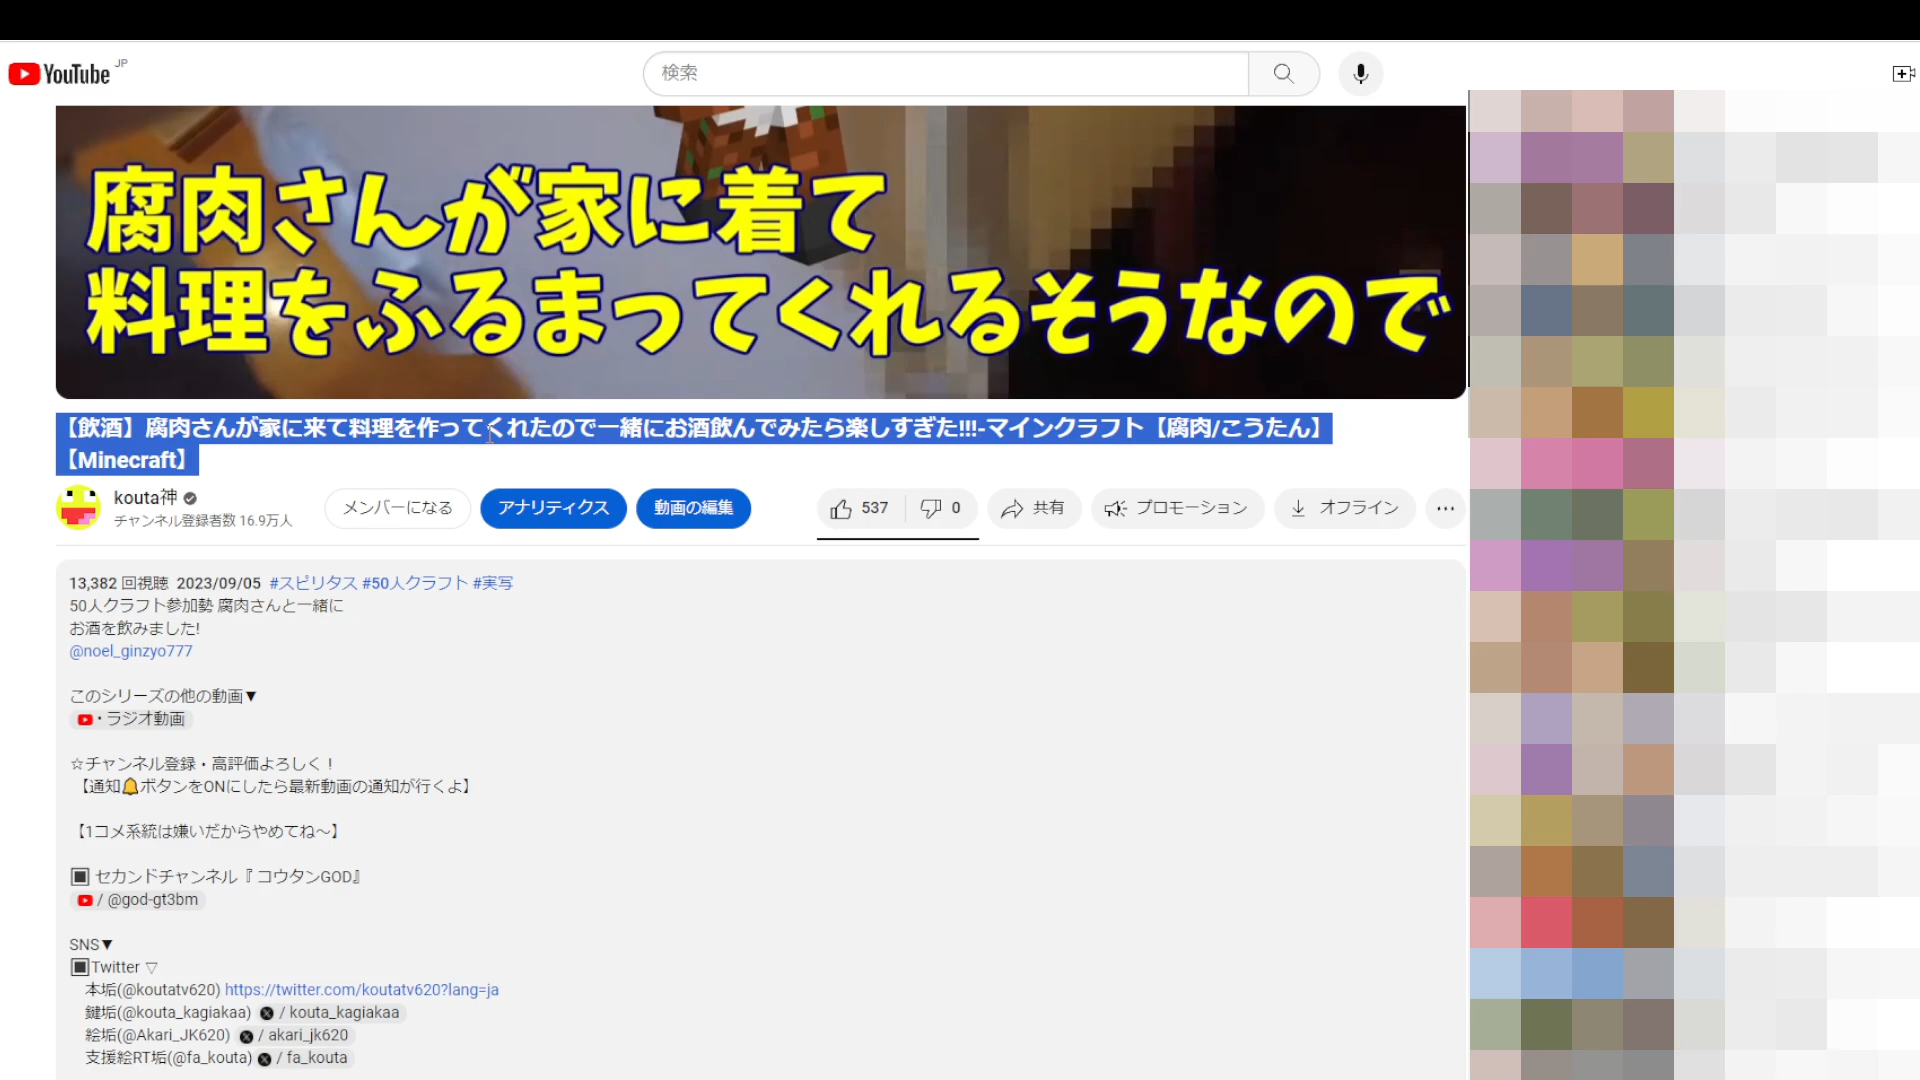 YouTube JP
検索
腐肉さんが家に着て
料理をふるまってくれるそうなので
【飲酒】腐肉さんが家に来て料理を作ってくれたので一緒にお酒飲んでみたら楽しすぎた!!!-マインクラフト【腐肉/こうたん】
【Minecraft】
kouta神
チャンネル登録者数 16.9万人
メンバーになる
アナリティクス
動画の編集
537
0
共有
プロモーション
オフライン
13,382 回視聴 2023/09/05 #スピリタス #50人クラフト #実写
50人クラフト参加勢 腐肉さんと一緒に
お酒を飲みました!
@noel_ginzyo777
このシリーズの他の動画▼
・ラジオ動画
☆チャンネル登録・高評価よろしく！
【通知🔔ボタンをONにしたら最新動画の通知が行くよ】
【1コメ系統は嫌いだからやめてね～】
▣ セカンドチャンネル『コウタンGOD』
/ @god-gt3bm
SNS▼
▣Twitter ▽
本垢(@koutatv620) https://twitter.com/koutatv620?lang=ja
鍵垢(@kouta_kagiakaa) / kouta_kagiakaa
絵垢(@Akari_JK620) / akari_jk620
支援絵RT垢(@fa_kouta) / fa_kouta